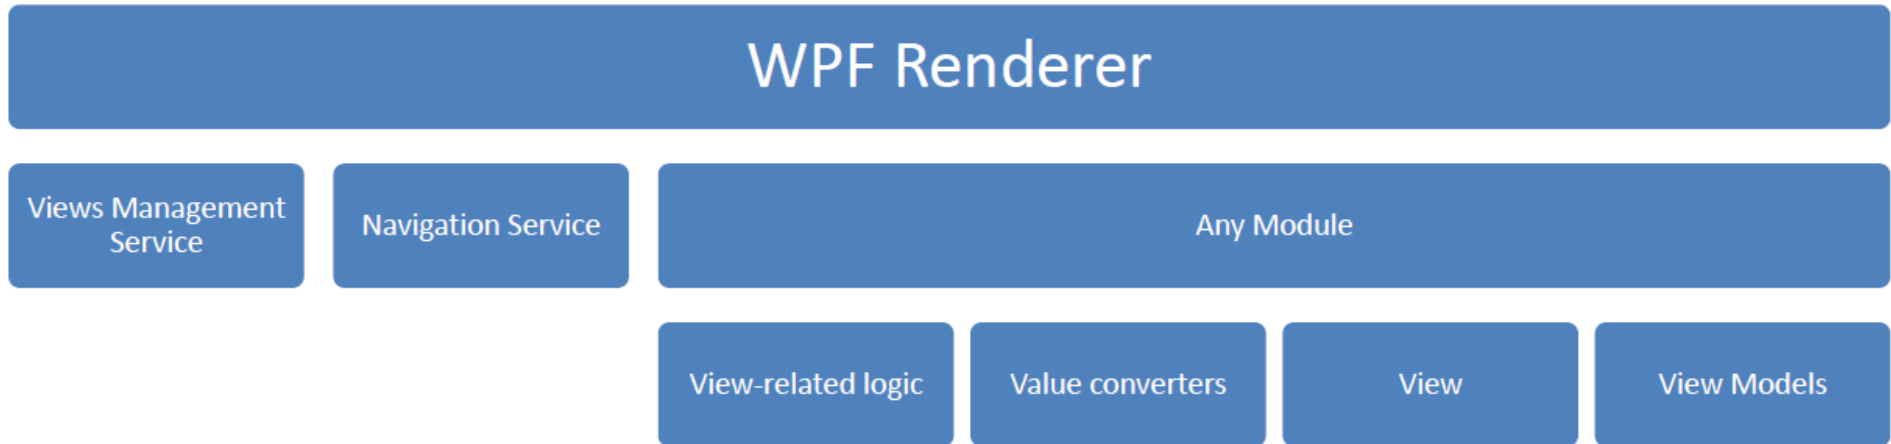 WPF Renderer
Views Management
Service
Navigation Service
Any Module
View-related logic
Value converters
View
View Models